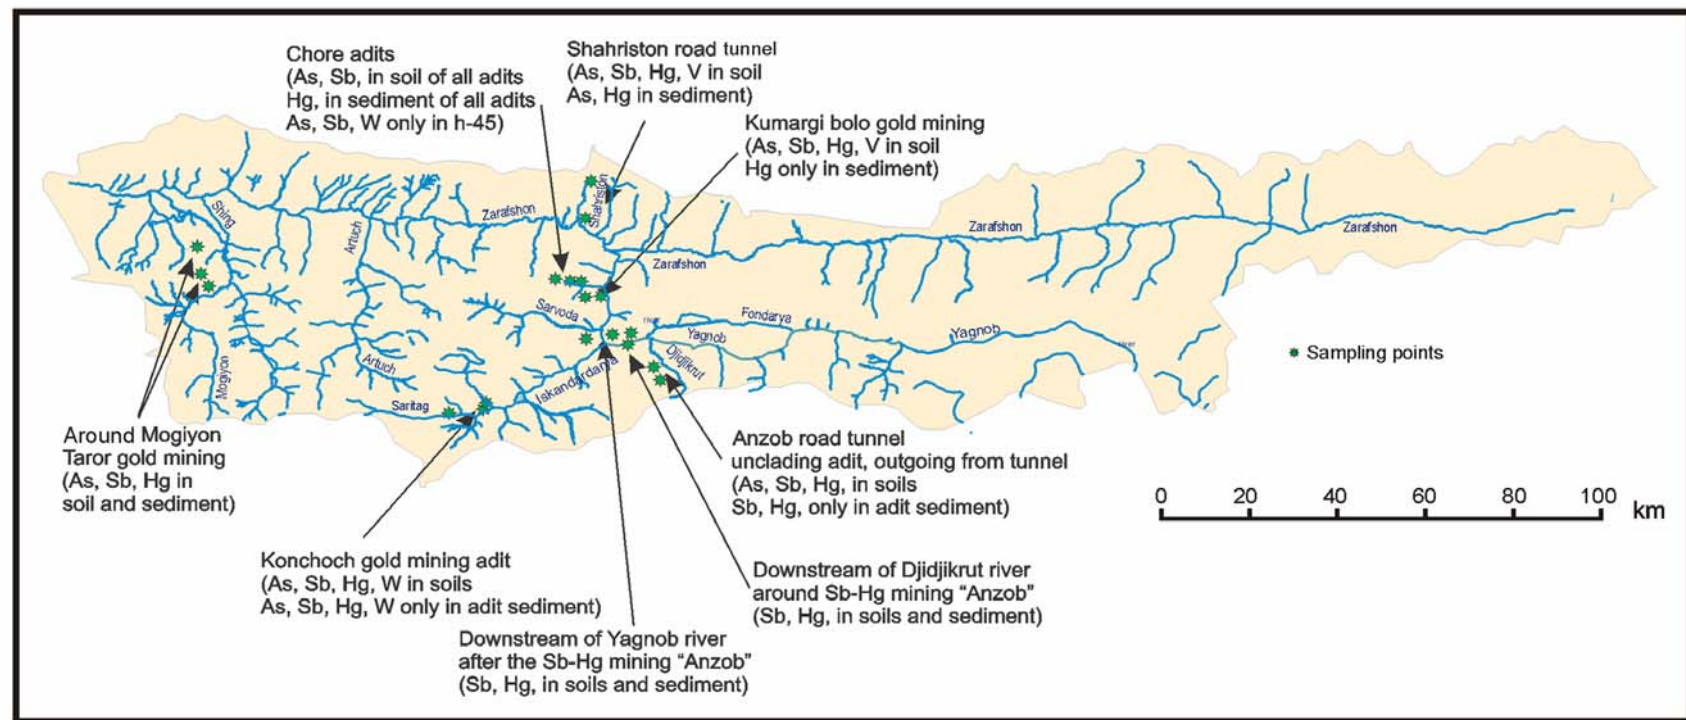 Chore adits
(As, Sb, in soil of all adits
Hg, in sediment of all adits
As, Sb, W only in h-45)
Shahriston road tunnel
(As, Sb, Hg, V in soil
As, Hg in sediment)
Kumargi bolo gold mining
(As, Sb, Hg, V in soil
Hg only in sediment)
Shing
Artuch
Zarafshon
Shahriston
Zarafshon
Zarafshon
Zarafshon
Sarvoda
Fondarya
Yagnob
Yagnob
Djidjikrut
Iskandardarya
Artuch
Mogiyon
Saritag
Sampling points
Around Mogiyon
Taror gold mining
(As, Sb, Hg in
soil and sediment)
Anzob road tunnel
unclading adit, outgoing from tunnel
(As, Sb, Hg, in soils
Sb, Hg, only in adit sediment)
0 20 40 60 80 100
km
Konchoch gold mining adit
(As, Sb, Hg, W in soils
As, Sb, Hg, W only in adit sediment)
Downstream of Djidjikrut river
around Sb-Hg mining “Anzob”
(Sb, Hg, in soils and sediment)
Downstream of Yagnob river
after the Sb-Hg mining “Anzob”
(Sb, Hg, in soils and sediment)